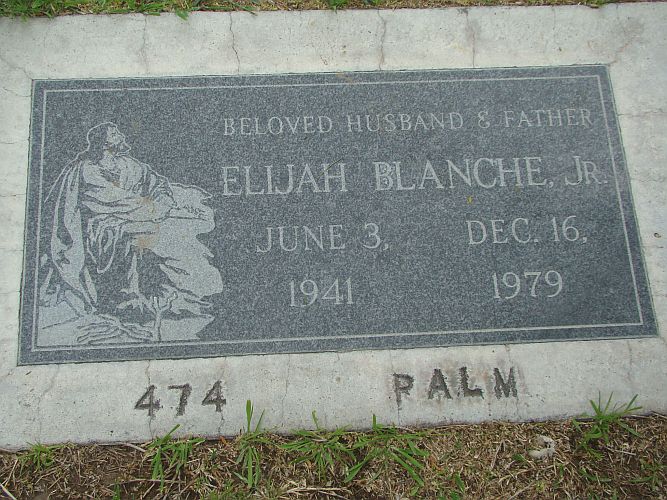 BELOVED HUSBAND & FATHER
ELIJAH BLANCHE, JR.
JUNE 3, DEC. 16,
1941 1979
474 PALM